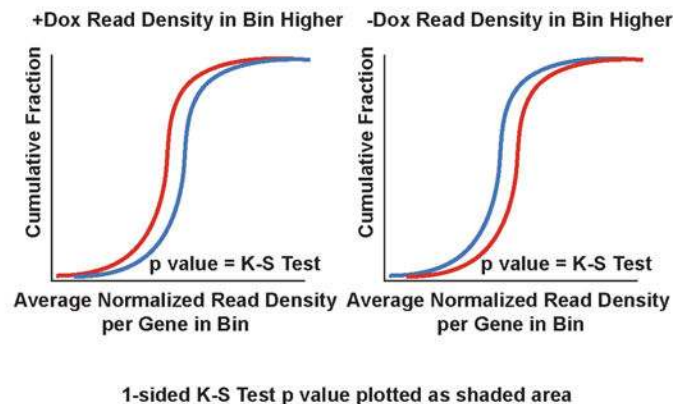 +Dox Read Density in Bin Higher
Cumulative Fraction
p value = K-S Test
Average Normalized Read Density
per Gene in Bin
-Dox Read Density in Bin Higher
Cumulative Fraction
p value = K-S Test
Average Normalized Read Density
per Gene in Bin
1-sided K-S Test p value plotted as shaded area